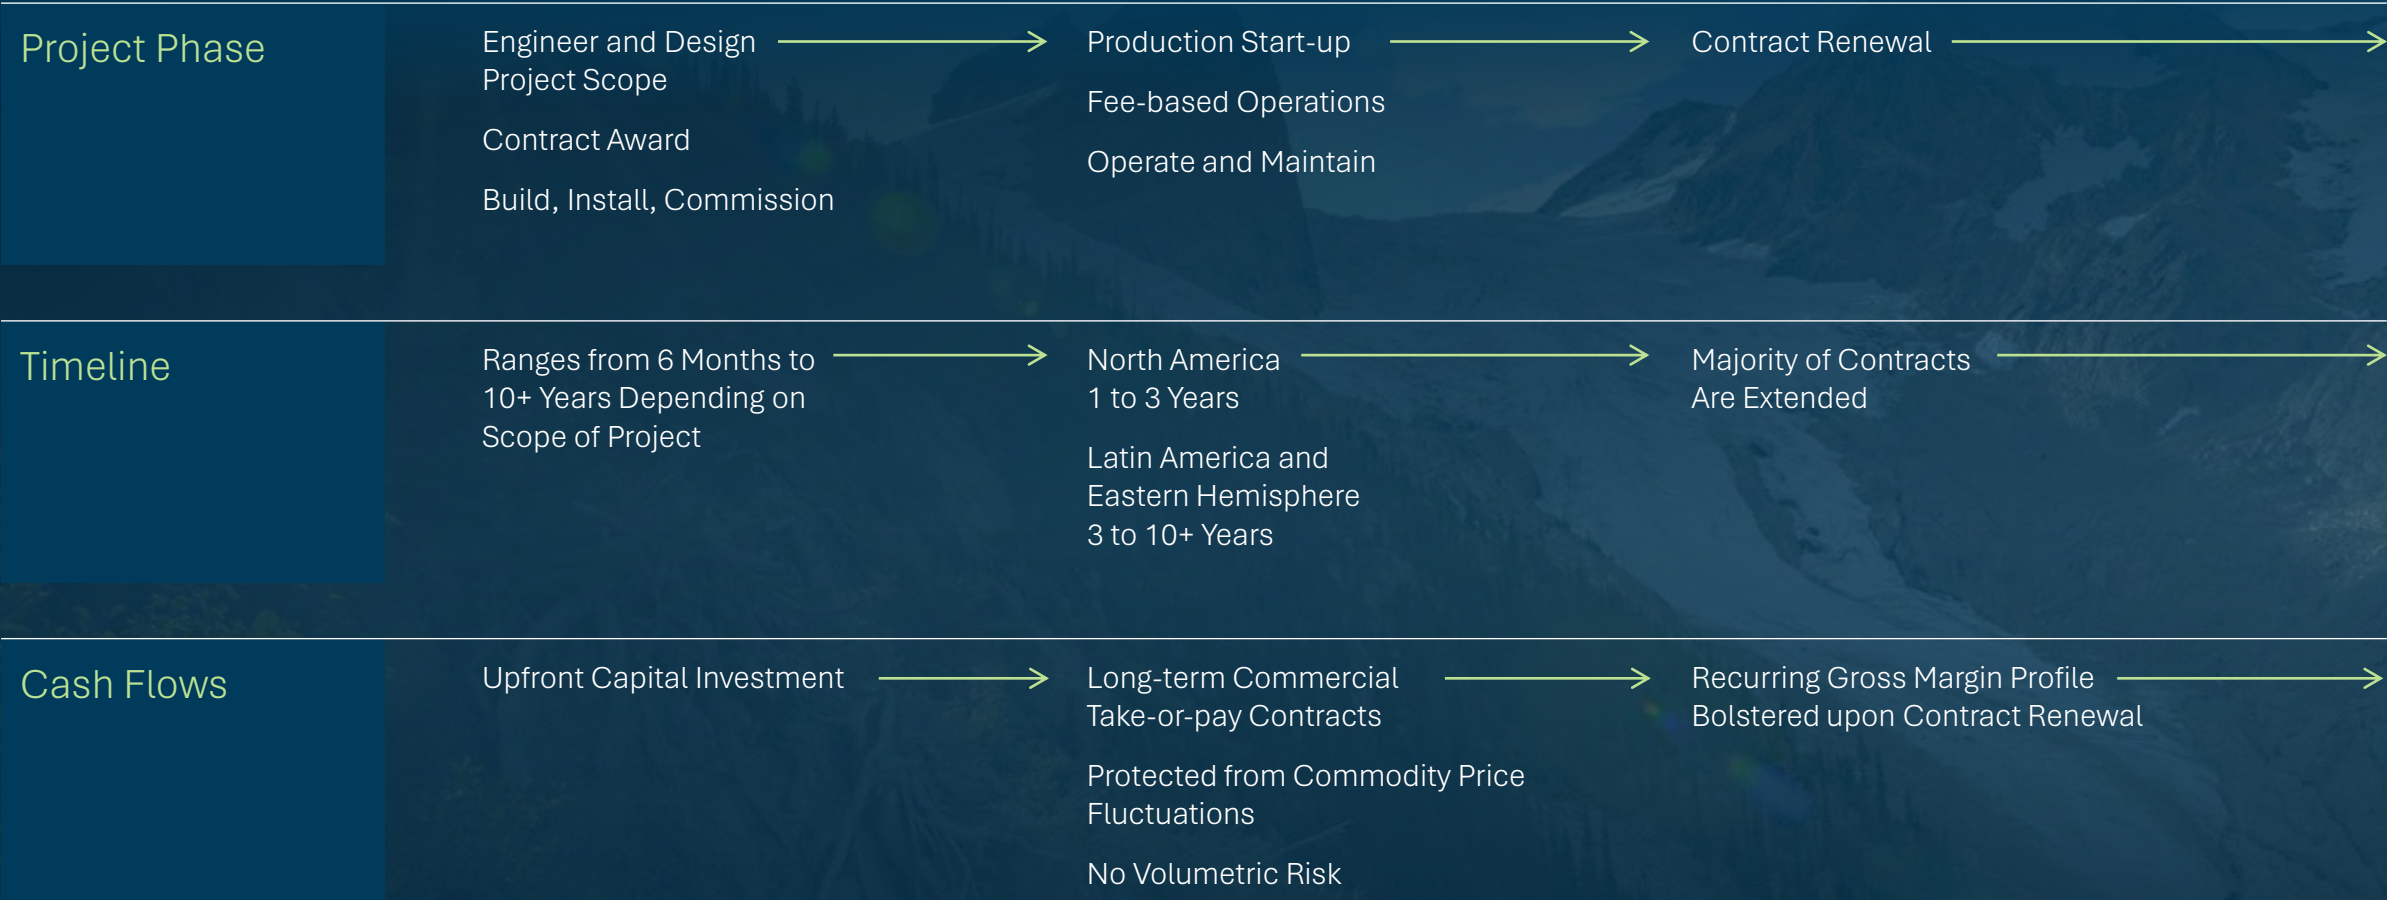 Project Phase
Engineer and Design
Project Scope
Contract Award
Build, Install, Commission
Production Start-up
Fee-based Operations
Operate and Maintain
Contract Renewal
Timeline
Ranges from 6 Months to
10+ Years Depending on
Scope of Project
North America
1 to 3 Years
Latin America and
Eastern Hemisphere
3 to 10+ Years
Majority of Contracts
Are Extended
Cash Flows
Upfront Capital Investment
Long-term Commercial
Take-or-pay Contracts
Protected from Commodity Price
Fluctuations
No Volumetric Risk
Recurring Gross Margin Profile
Bolstered upon Contract Renewal